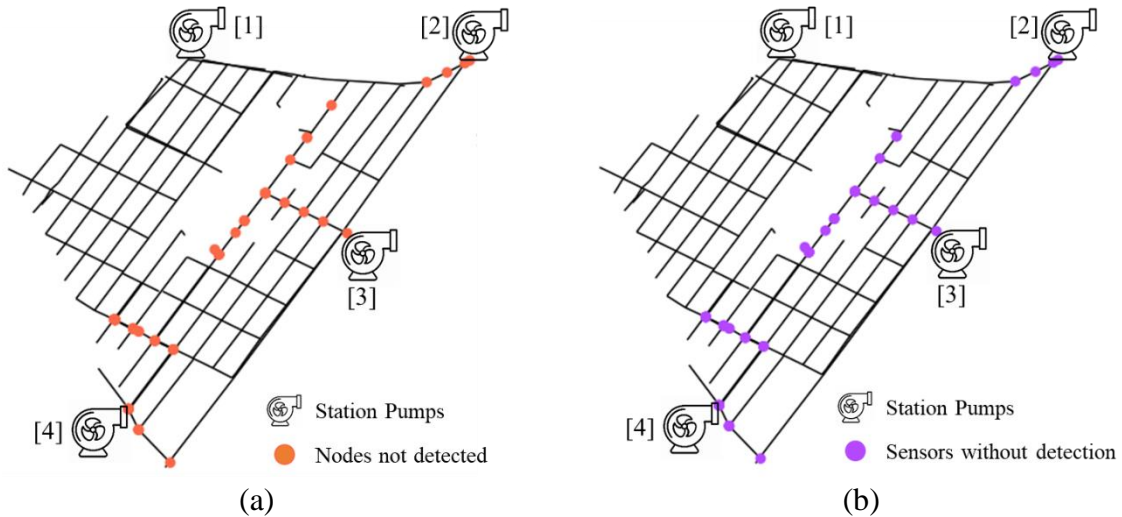 [1]
[2]
[3]
[4]
Station Pumps
Nodes not detected
(a)
[1]
[2]
[3]
[4]
Station Pumps
Sensors without detection
(b)